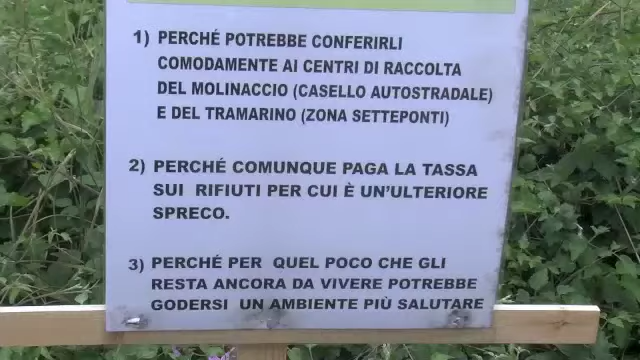 1) PERCHÉ POTREBBE CONFERIRLI
COMODAMENTE AI CENTRI DI RACCOLTA
DEL MOLINACCIO (CASELLO AUTOSTRADALE)
E DEL TRAMARINO (ZONA SETTEPONTI)
2) PERCHÉ COMUNQUE PAGA LA TASSA
SUI RIFIUTI PER CUI È UN'ULTERIORE
SPRECO.
3) PERCHÉ PER QUEL POCO CHE GLI
RESTA ANCORA DA VIVERE POTREBBE
GODERSI UN AMBIENTE PIÙ SALUTARE